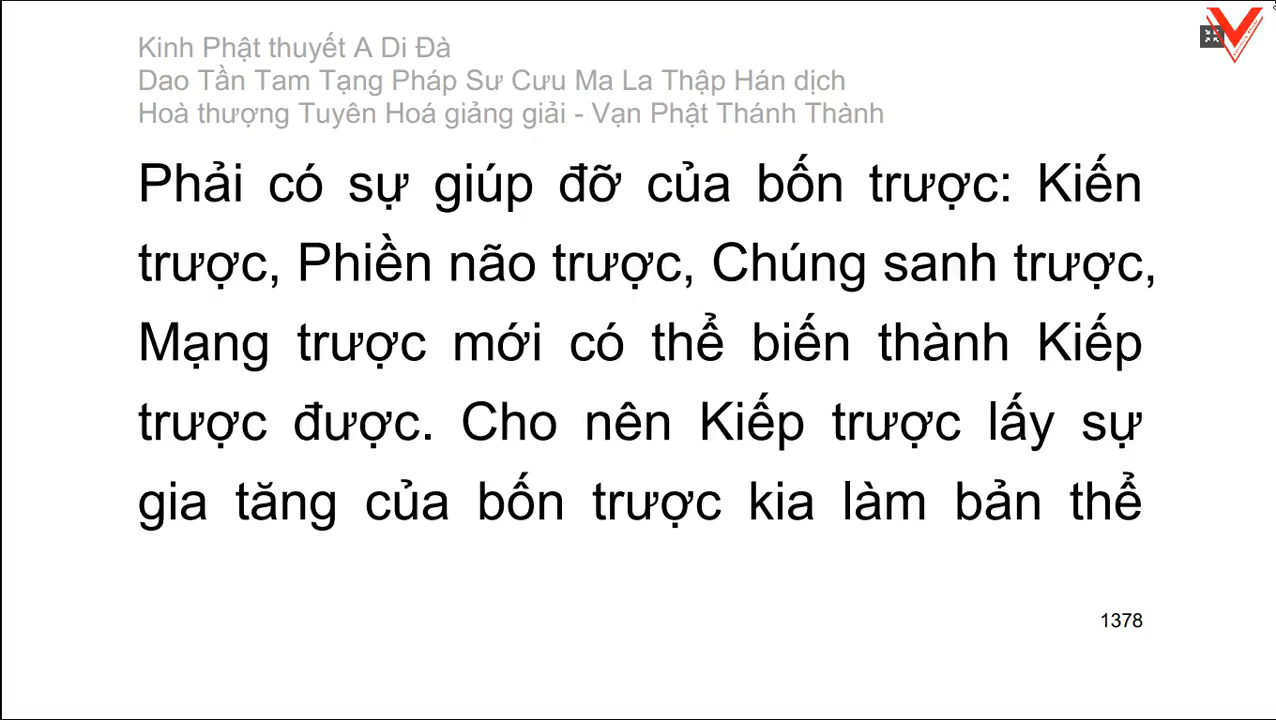 Kinh Phật thuyết A Di Đà
Dao Tần Tam Tạng Pháp Sư Cưu Ma La Thập Hán dịch
Hoà thượng Tuyên Hoá giảng giải - Vạn Phật Thánh Thành
Phải có sự giúp đỡ của bốn trược: Kiến
trược, Phiền não trược, Chúng sanh trược,
Mạng trược mới có thể biến thành Kiếp
trược được. Cho nên Kiếp trược lấy sự
gia tăng của bốn trược kia làm bản thể
1378